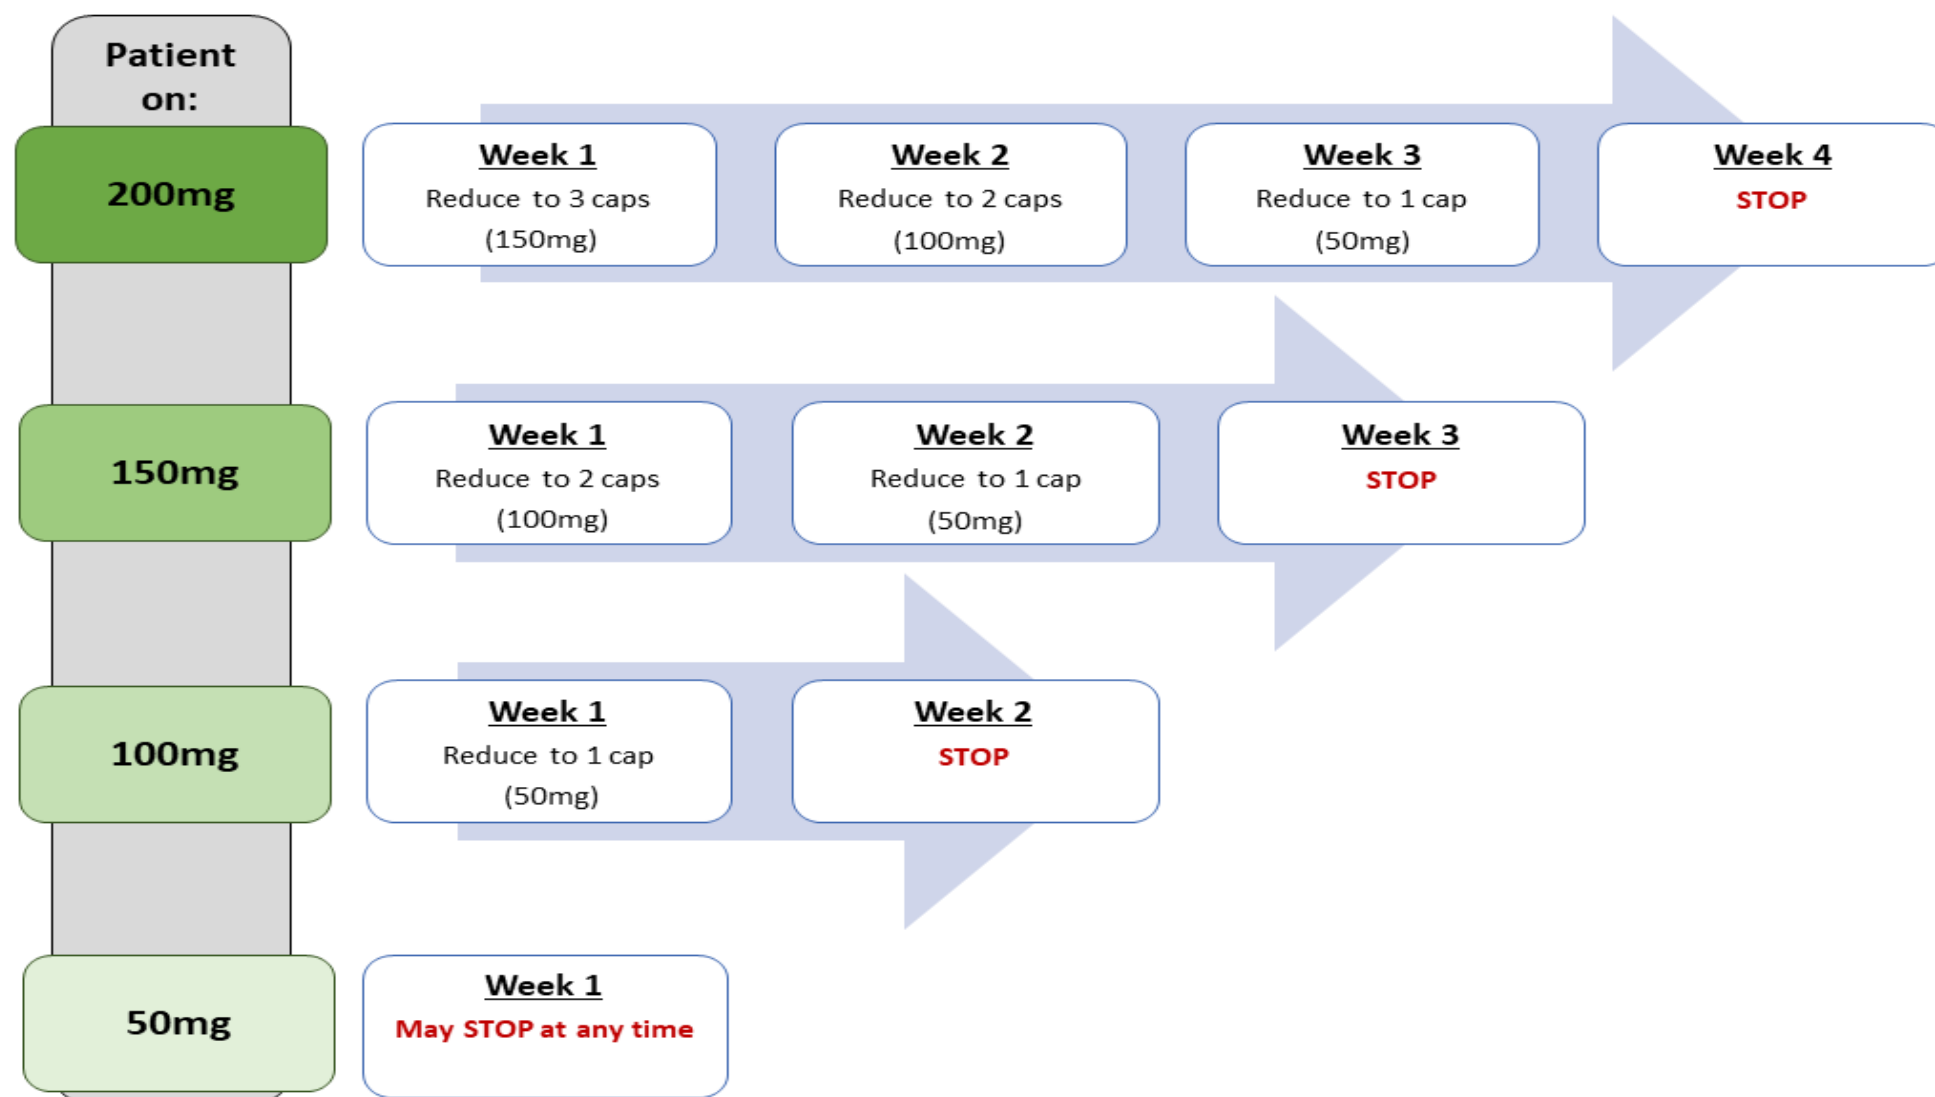 Patient
on:
200mg
Week 1
Reduce to 3 caps
(150mg)
Week 2
Reduce to 2 caps
(100mg)
Week 3
Reduce to 1 cap
(50mg)
Week 4
STOP
150mg
Week 1
Reduce to 2 caps
(100mg)
Week 2
Reduce to 1 cap
(50mg)
Week 3
STOP
100mg
Week 1
Reduce to 1 cap
(50mg)
Week 2
STOP
50mg
Week 1
May STOP at any time